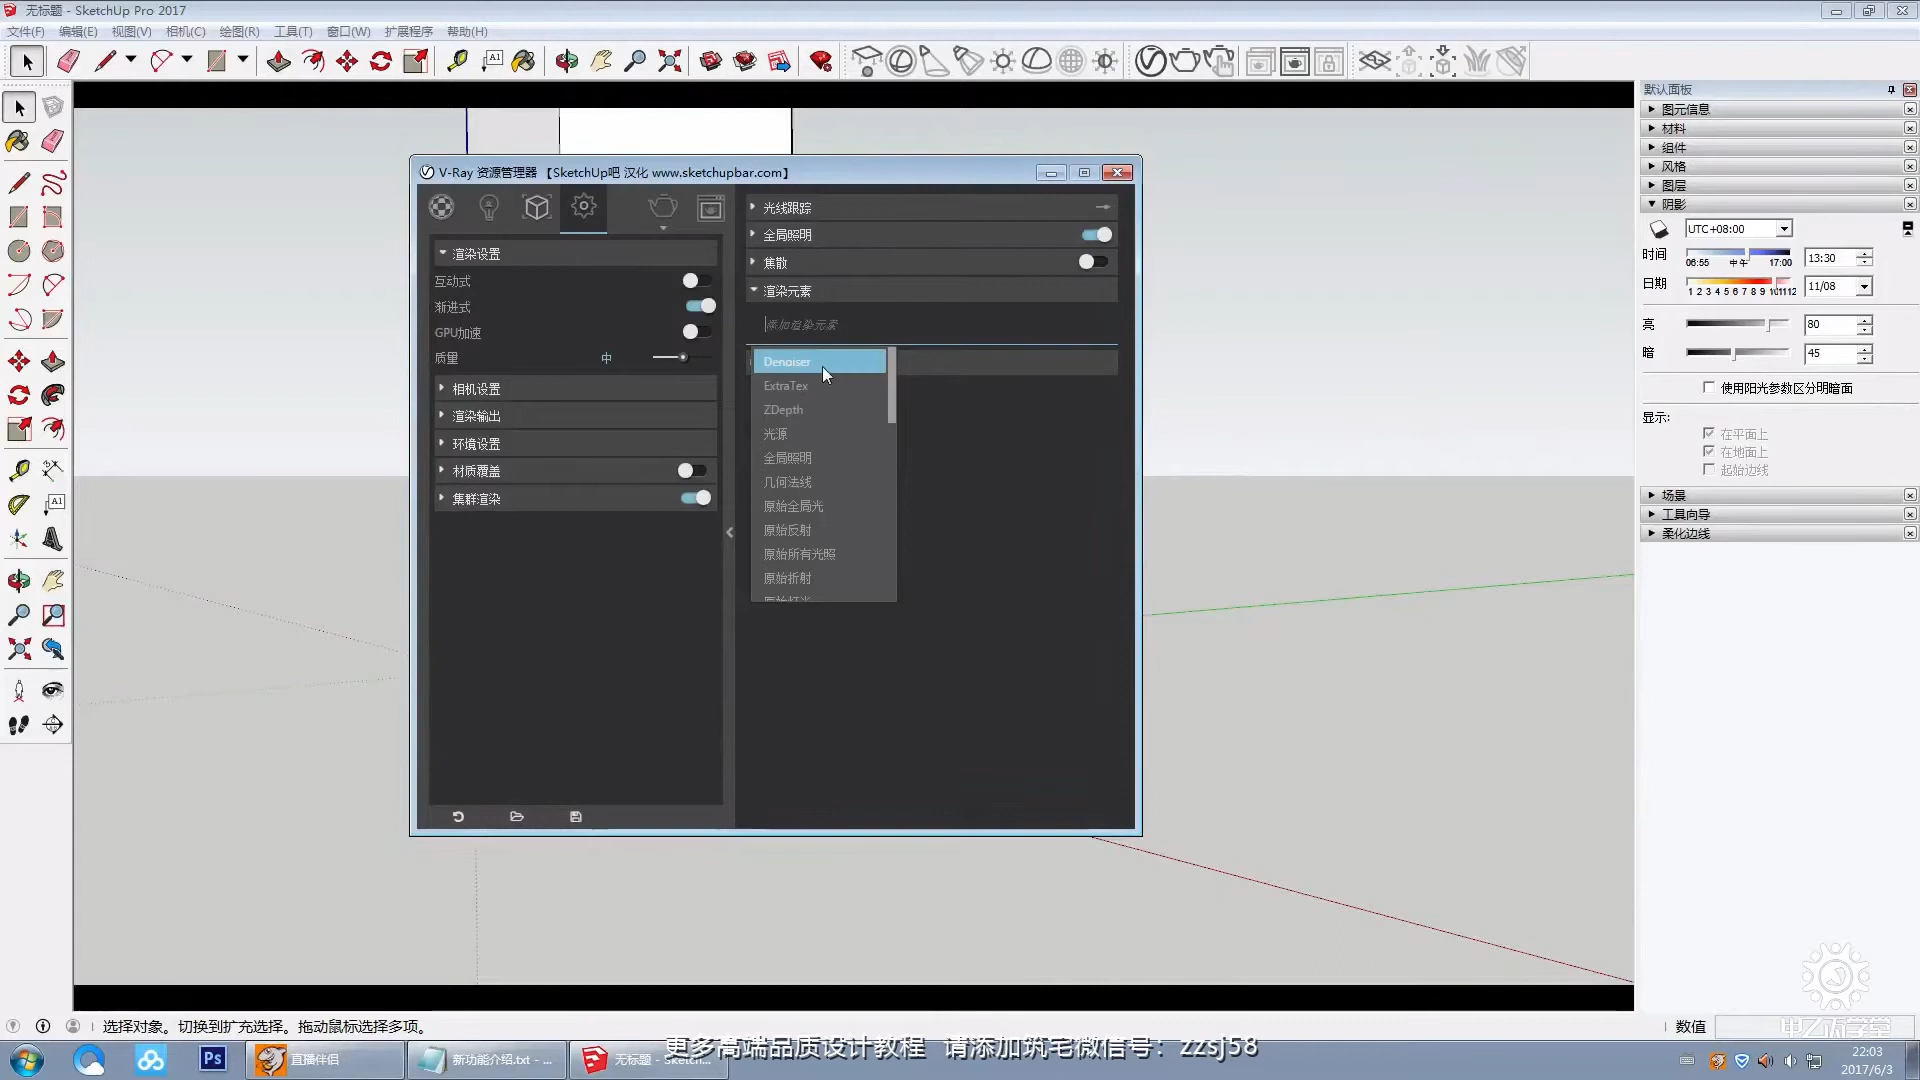 无标题 - SketchUp Pro 2017
文件(F) 编辑(E) 视图(V) 相机(C) 绘图(R) 工具(T) 窗口(W) 扩展程序 帮助(H)
默认面板
图元信息
材料
组件
风格
图层
阴影
UTC+08:00
时间
06:55 中午 17:00
13:30
日期
1 2 3 4 5 6 7 8 9 10 11 12
11/08
亮
80
暗
45
使用阳光参数区分明暗面
显示:
在平面上
在地面上
起始边线
场景
工具向导
柔化边线
V-Ray 资源管理器 【SketchUp吧 汉化 www.sketchupbar.com】
渲染设置
互动式
渐进式
GPU加速
质量 中
相机设置
渲染输出
环境设置
材质覆盖
集群渲染
光线跟踪
全局照明
焦散
渲染元素
添加渲染元素
Denoiser
ExtraTex
ZDepth
光源
全局照明
几何法线
原始全局光
原始反射
原始所有光照
原始折射
原始灯光
选择对象。切换到扩充选择。拖动鼠标选择多项。
数值
甲乙丙学堂
Ps
直播伴侣
新功能介绍.txt - ...
无标题 - Sketch...
更多高端品质设计教程 请添加筑宅微信号：zzsj58
22:03
2017/6/3